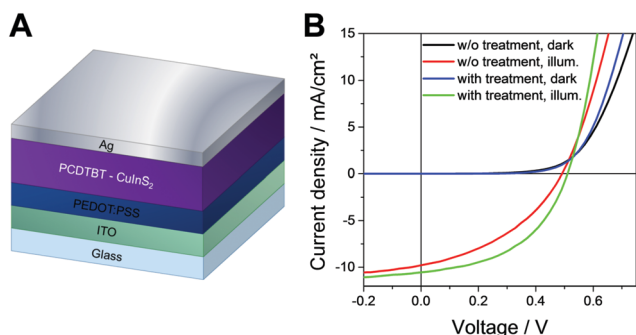 A
Ag
PCDTBT - CuInS₂
PEDOT:PSS
ITO
Glass
B
w/o treatment, dark
w/o treatment, illum.
with treatment, dark
with treatment, illum.
Current density / mA/cm²
15
10
5
0
-5
-10
-0.2
0.0
0.2
0.4
0.6
Voltage / V